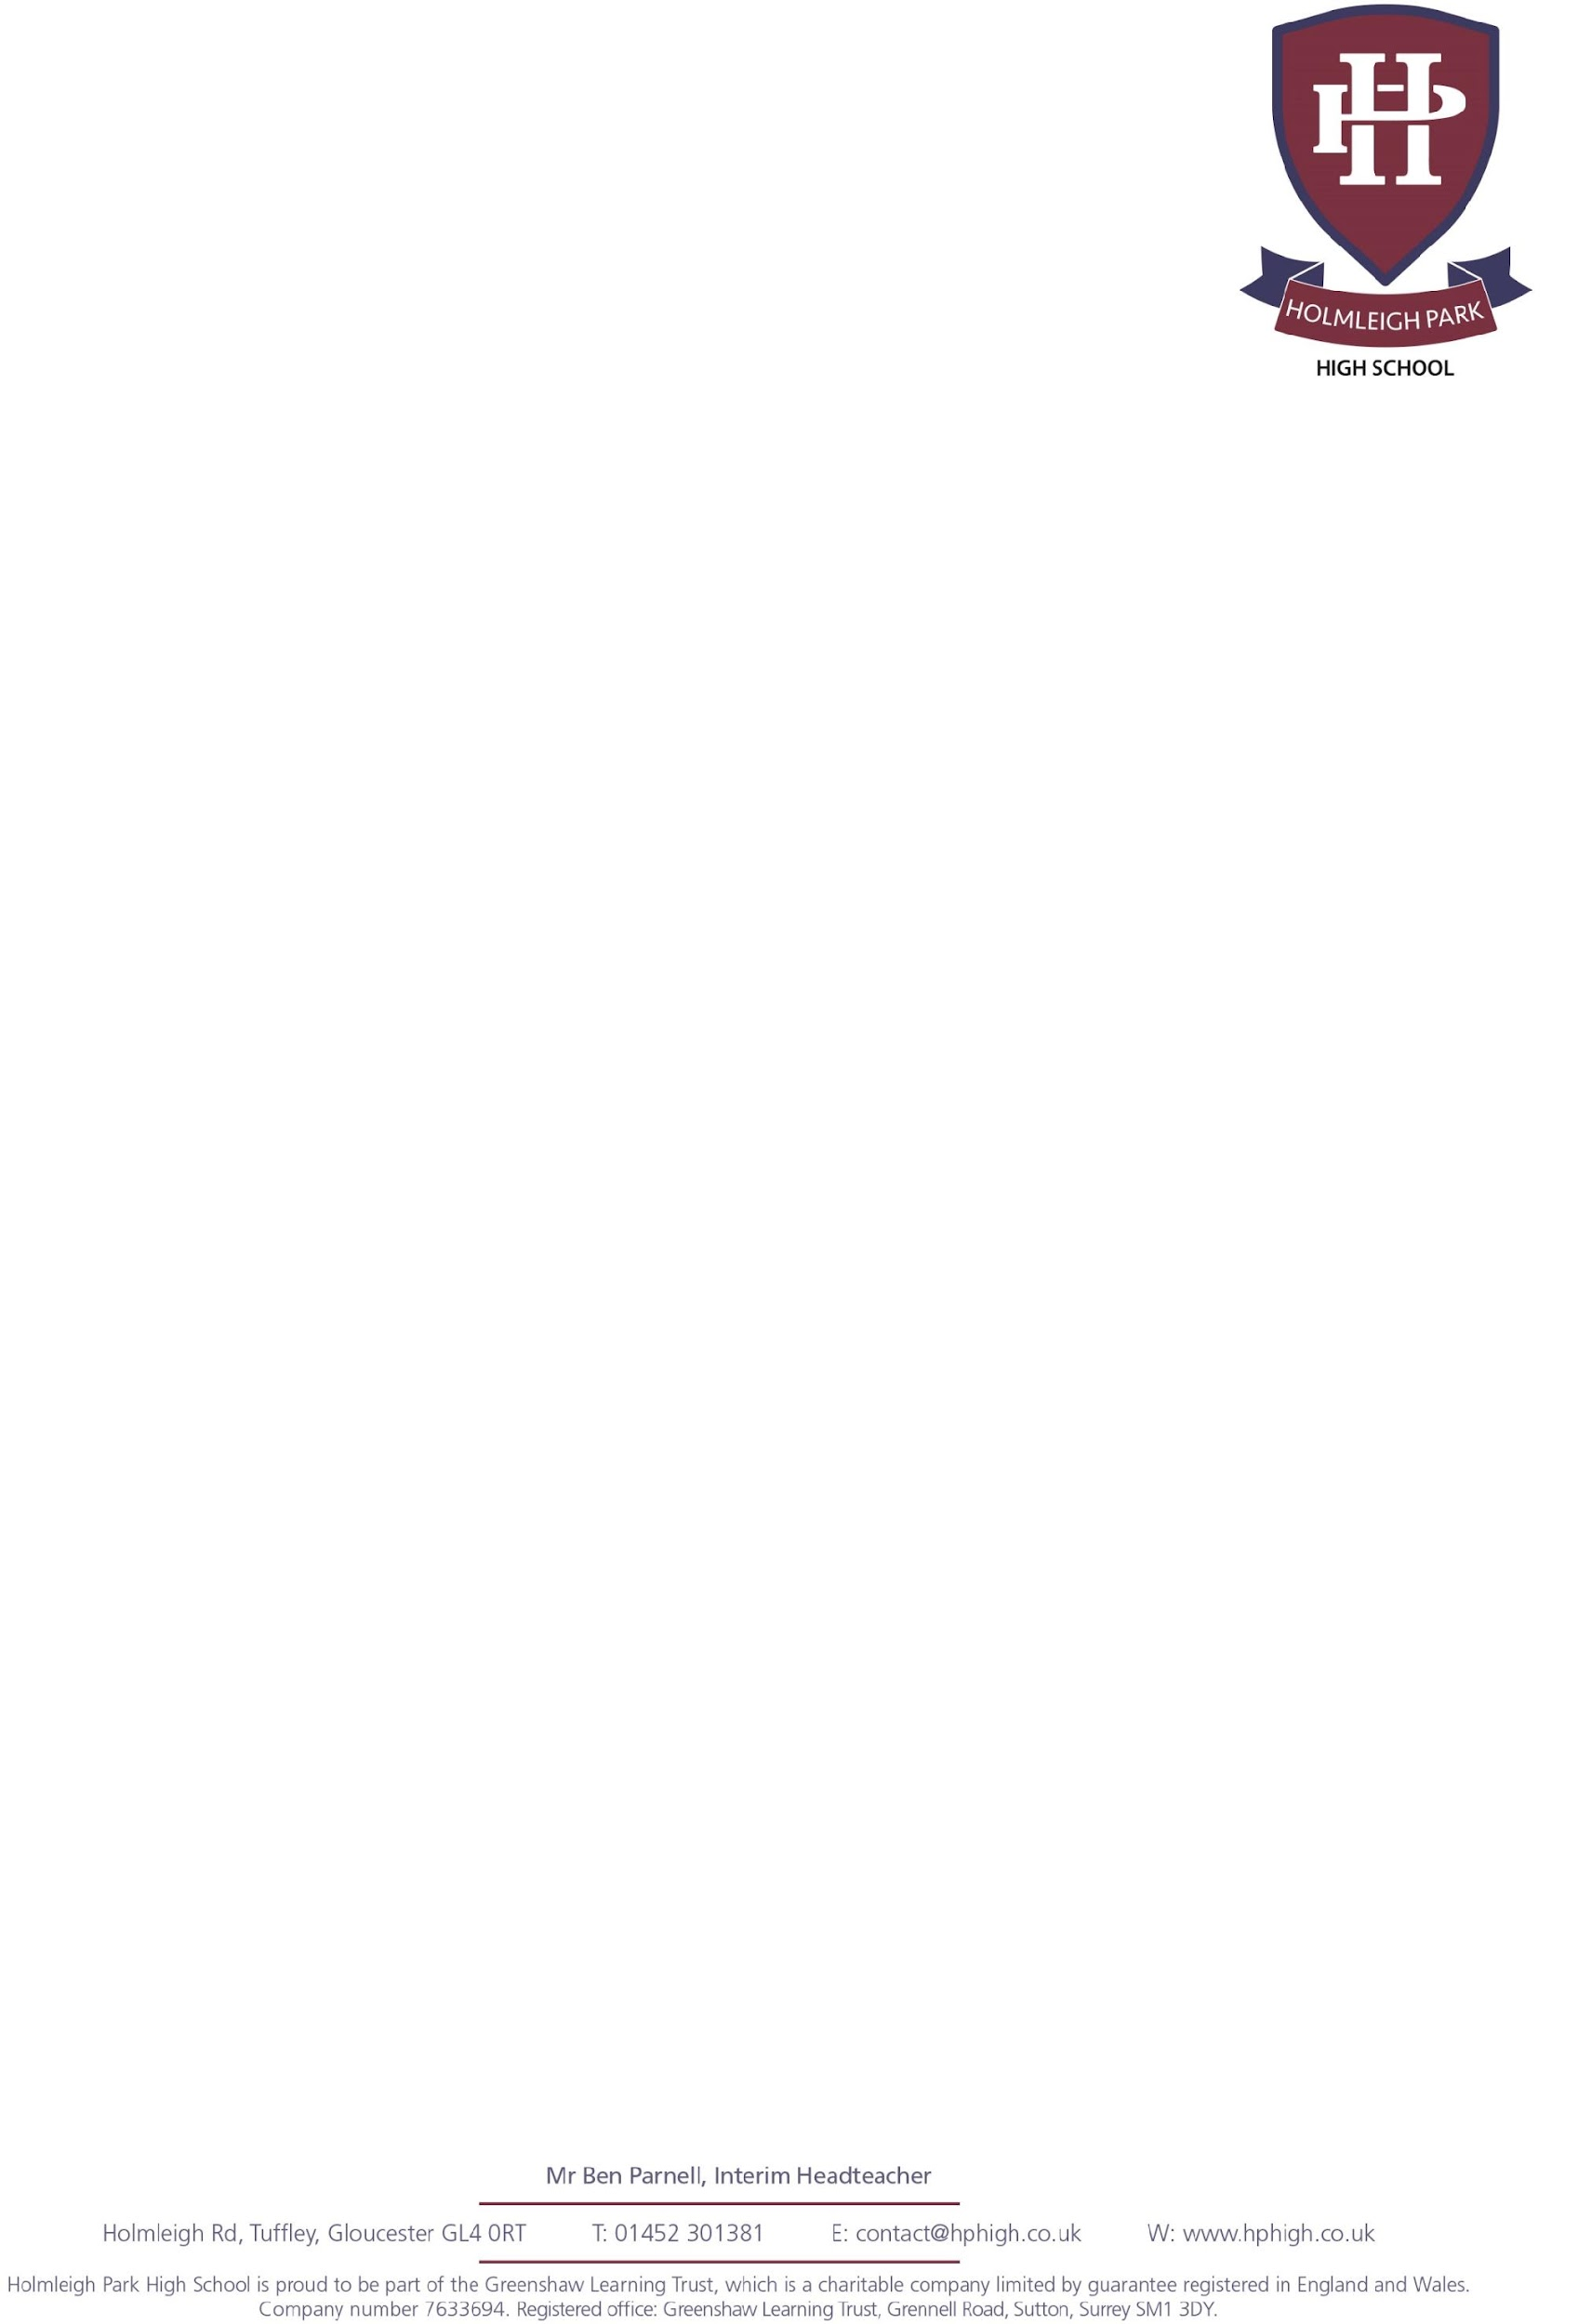 HP
HOLMLEIGH PARK
HIGH SCHOOL
Mr Ben Parnell, Interim Headteacher
Holmleigh Rd, Tuffley, Gloucester GL4 0RT T: 01452 301381 E: contact@hphigh.co.uk W: www.hphigh.co.uk
Holmleigh Park High School is proud to be part of the Greenshaw Learning Trust, which is a charitable company limited by guarantee registered in England and Wales.
Company number 7633694. Registered office: Greenshaw Learning Trust, Grennell Road, Sutton, Surrey SM1 3DY.